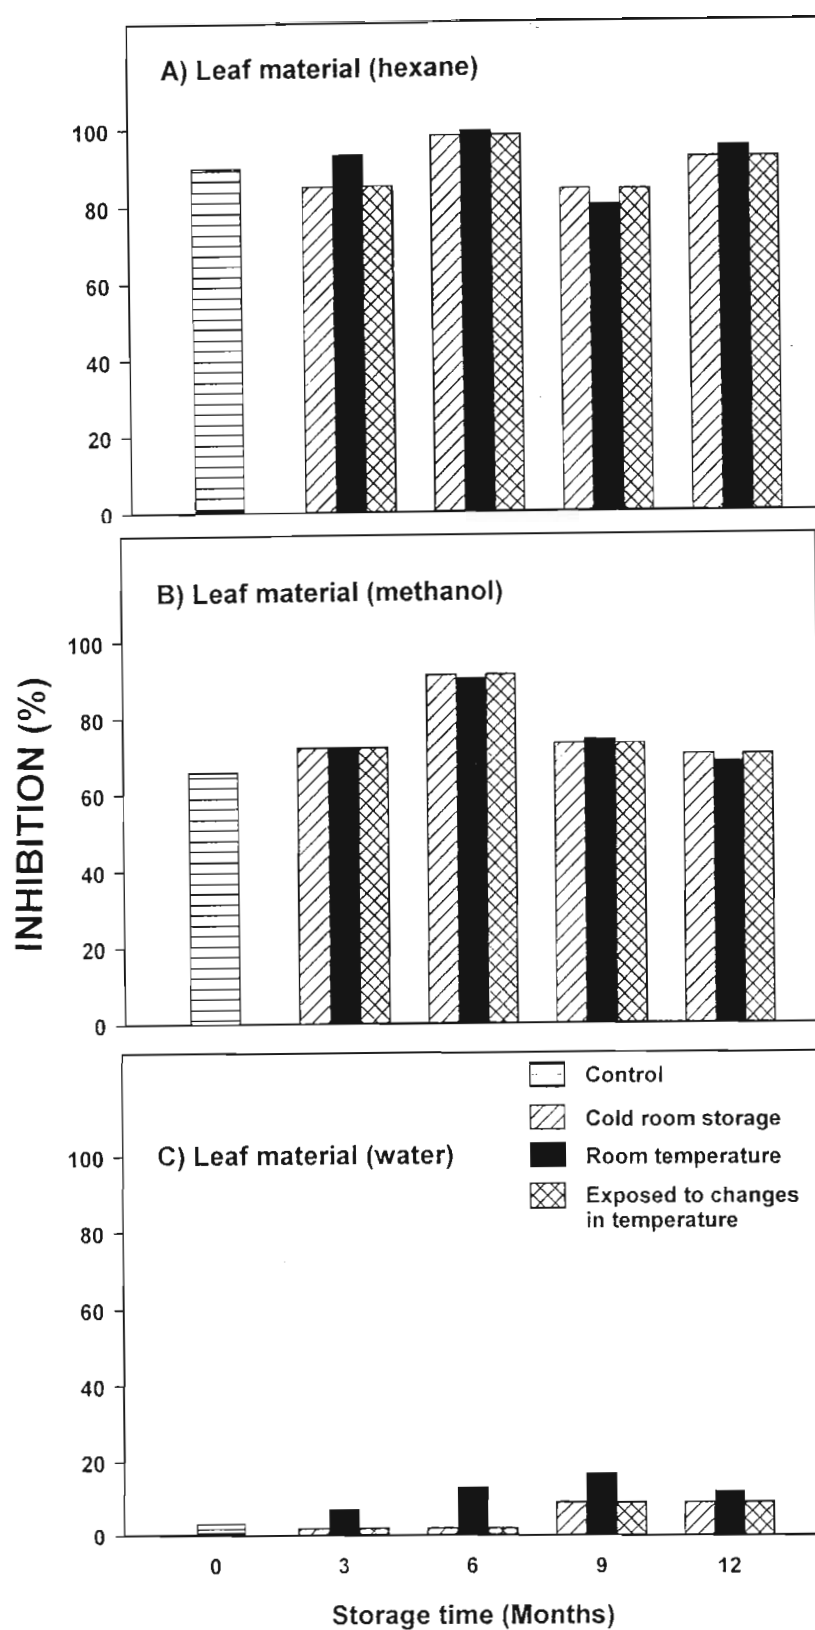 A) Leaf material (hexane)
100
80
60
40
20
0
B) Leaf material (methanol)
100
80
60
40
20
0
INHIBITION (%)
C) Leaf material (water)
Control
Cold room storage
Room temperature
Exposed to changes
in temperature
100
80
60
40
20
0
0 3 6 9 12
Storage time (Months)